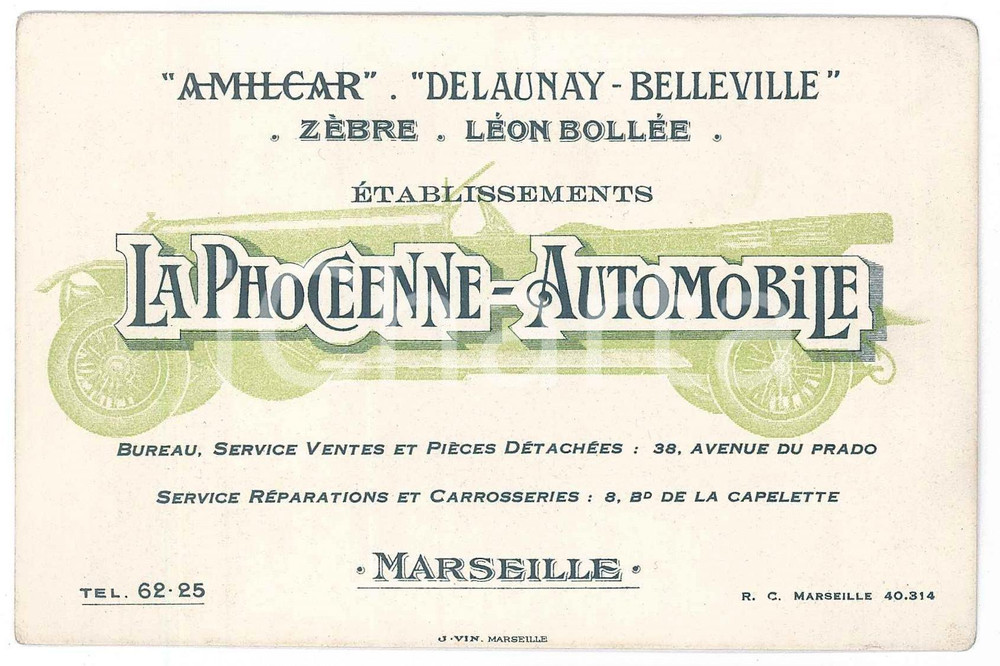 "AMILCAR" . "DELAUNAY-BELLEVILLE"
. ZÈBRE . LÉON BOLLÉE .
ÉTABLISSEMENTS
LA PHOCÉENNE-AUTOMOBILE
BUREAU, SERVICE VENTES ET PIÈCES DÉTACHÉES : 38, AVENUE DU PRADO
SERVICE RÉPARATIONS ET CARROSSERIES : 8, BD DE LA CAPELETTE
· MARSEILLE ·
TEL. 62·25
R. C. MARSEILLE 40.314
J·VIN. MARSEILLE